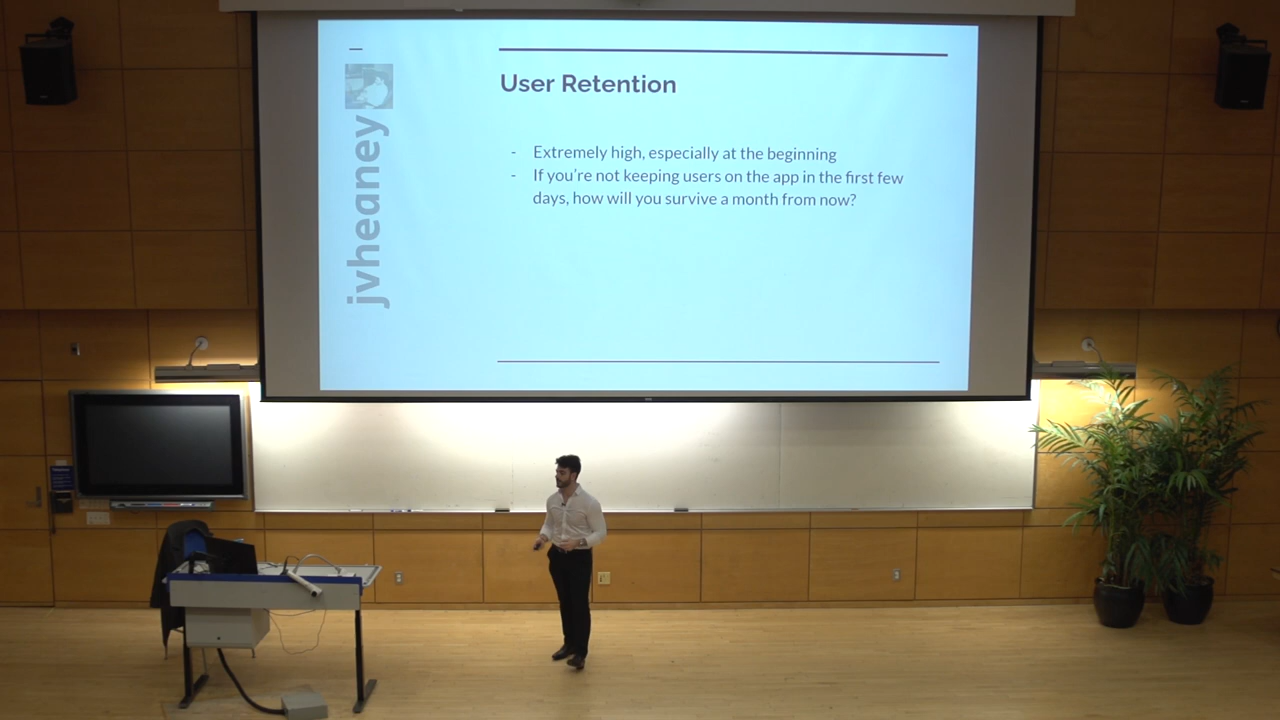 jvheaney
User Retention
- Extremely high, especially at the beginning
- If you’re not keeping users on the app in the first few
days, how will you survive a month from now?